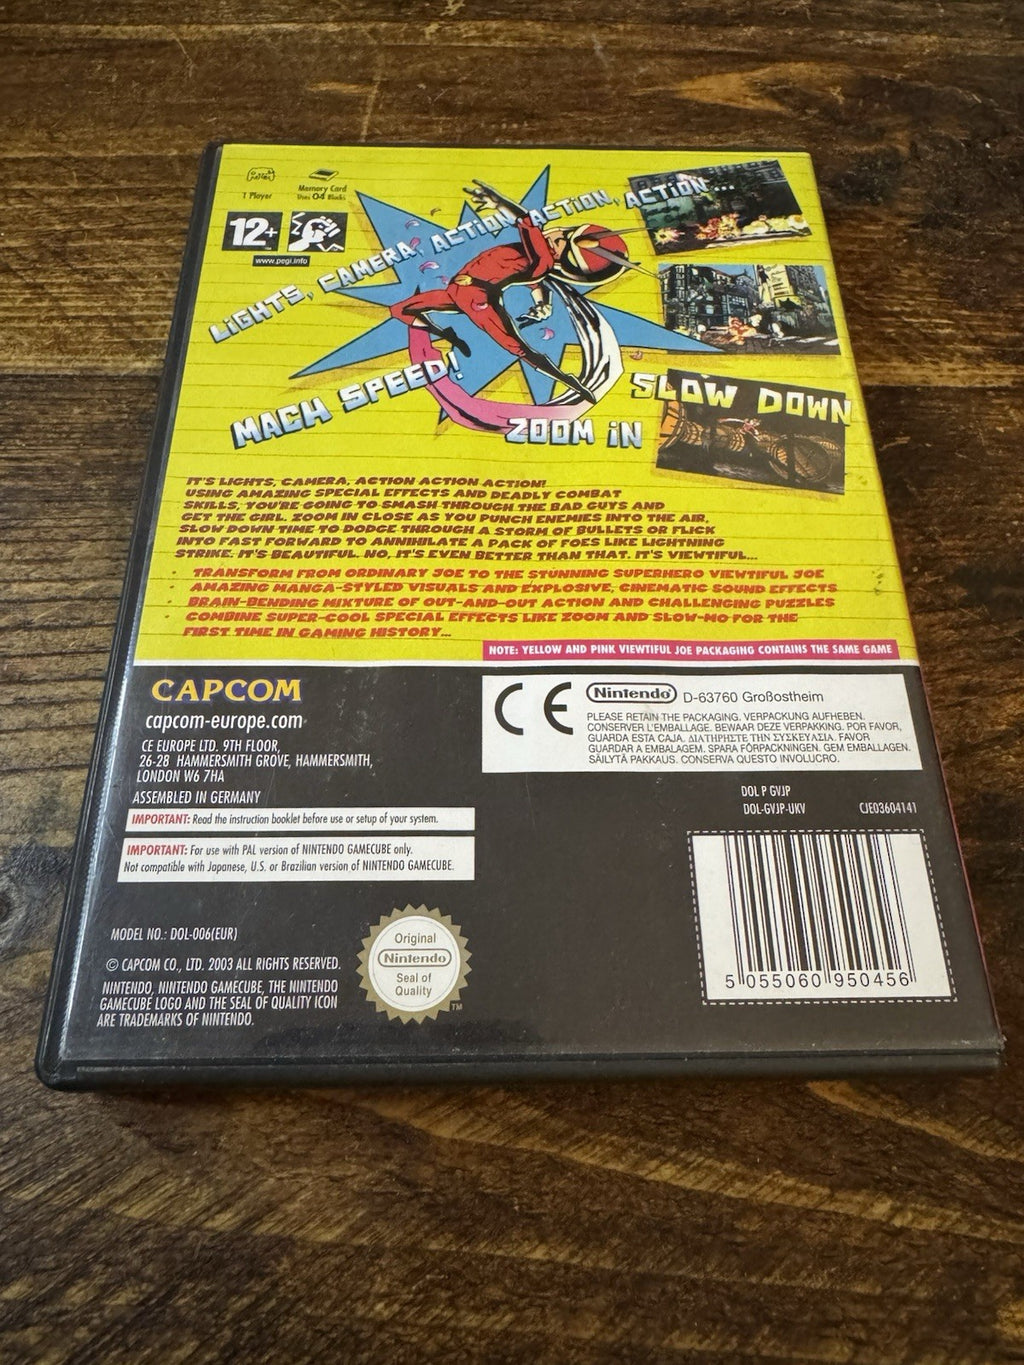 1 Player
Memory Card
Uses 04 Blocks
12+
www.pegi.info
LiGHTS, CAMERA, ACTION, ACTION, ACTION...
MACH SPEED!
ZOOM iN
SLOW DOWN
IT'S LIGHTS, CAMERA, ACTION ACTION ACTION!
USING AMAZING SPECIAL EFFECTS AND DEADLY COMBAT
SKILLS, YOU'RE GOING TO SMASH THROUGH THE BAD GUYS AND
GET THE GIRL. ZOOM IN CLOSE AS YOU PUNCH ENEMIES INTO THE AIR,
SLOW DOWN TIME TO DODGE THROUGH A STORM OF BULLETS OR FLICK
INTO FAST FORWARD TO ANNIHILATE A PACK OF FOES LIKE LIGHTNING
STRIKE. IT'S BEAUTIFUL. NO, IT'S EVEN BETTER THAN THAT. IT'S VIEWTIFUL...
• TRANSFORM FROM ORDINARY JOE TO THE STUNNING SUPERHERO VIEWTIFUL JOE
• AMAZING MANGA-STYLED VISUALS AND EXPLOSIVE, CINEMATIC SOUND EFFECTS
• BRAIN-BENDING MIXTURE OF OUT-AND-OUT ACTION AND CHALLENGING PUZZLES
• COMBINE SUPER-COOL SPECIAL EFFECTS LIKE ZOOM AND SLOW-MO FOR THE
FIRST TIME IN GAMING HISTORY...
NOTE: YELLOW AND PINK VIEWTIFUL JOE PACKAGING CONTAINS THE SAME GAME
CAPCOM
capcom-europe.com
CE EUROPE LTD. 9TH FLOOR,
26-28 HAMMERSMITH GROVE, HAMMERSMITH,
LONDON W6 7HA
ASSEMBLED IN GERMANY
IMPORTANT: Read the instruction booklet before use or setup of your system.
IMPORTANT: For use with PAL version of NINTENDO GAMECUBE only.
Not compatible with Japanese, U.S. or Brazilian version of NINTENDO GAMECUBE.
CE
Nintendo® D-63760 Großostheim
PLEASE RETAIN THE PACKAGING. VERPACKUNG AUFHEBEN.
CONSERVER L'EMBALLAGE. BEWAAR DEZE VERPAKKING. POR FAVOR,
GUARDA ESTA CAJA. ΔΙΑΤΗΡΗΣΤΕ ΤΗΝ ΣΥΣΚΕΥΑΣΙΑ. FAVOR
GUARDAR A EMBALAGEM. SPARA FÖRPACKNINGEN. GEM EMBALLAGEN.
SÄILYTÄ PAKKAUS. CONSERVA QUESTO INVOLUCRO.
DOL P GVJP
DOL-GVJP-UKV
CJE03604141
MODEL NO.: DOL-006(EUR)
© CAPCOM CO., LTD. 2003 ALL RIGHTS RESERVED.
NINTENDO, NINTENDO GAMECUBE, THE NINTENDO
GAMECUBE LOGO AND THE SEAL OF QUALITY ICON
ARE TRADEMARKS OF NINTENDO.
Original
Nintendo
Seal of
Quality
TM
5 055060 950456